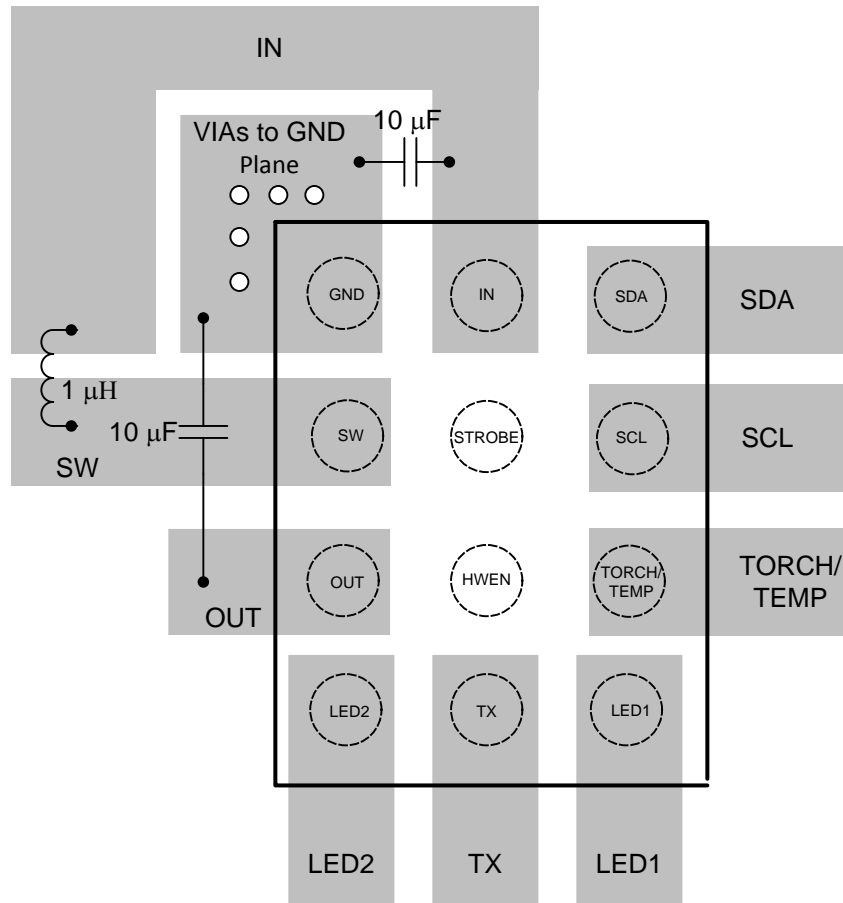 IN
10 μF
VIAs to GND
Plane
GND
IN
SDA
SDA
1 μH
10 μF
SW
SW
STROBE
SCL
SCL
OUT
OUT
HWEN
TORCH/
TEMP
TORCH/
TEMP
LED2
TX
LED1
LED2
TX
LED1